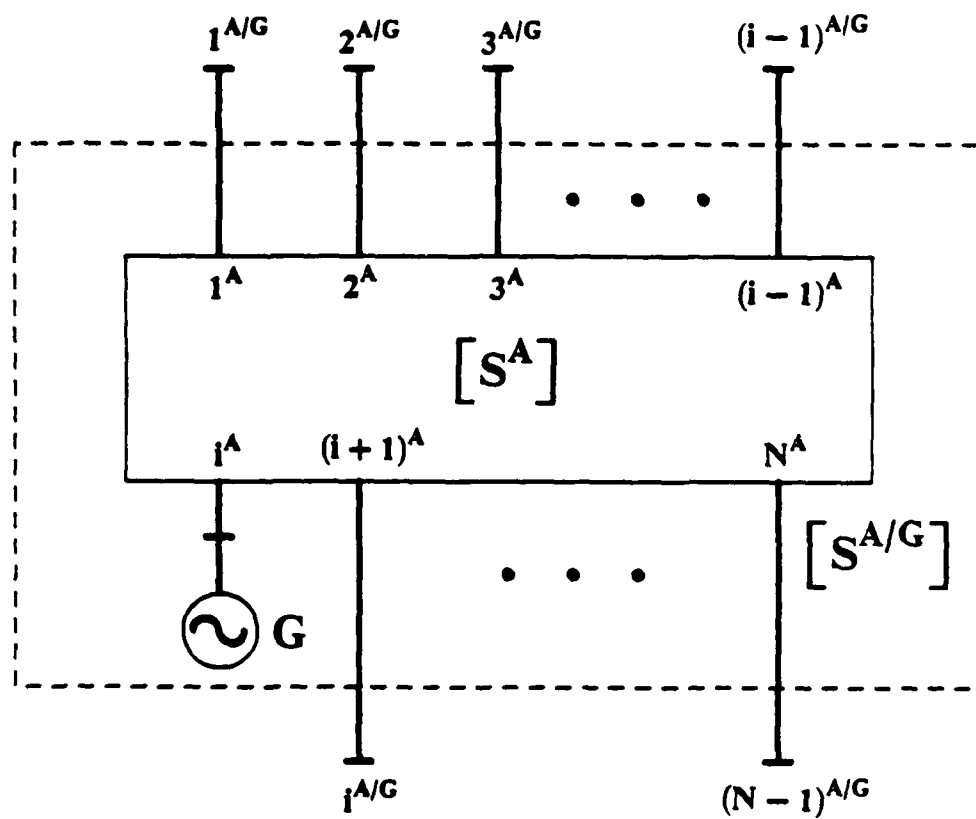 1^A/G 2^A/G 3^A/G (i − 1)^A/G
1^A 2^A 3^A (i − 1)^A
[S^A]
i^A (i + 1)^A N^A
[S^A/G]
G
i^A/G (N − 1)^A/G